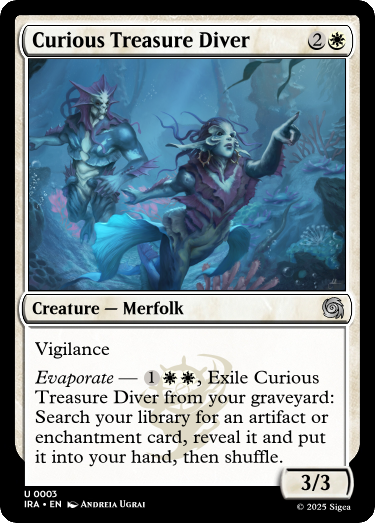 Curious Treasure Diver 2
Creature — Merfolk
Vigilance
Evaporate — 1, Exile Curious
Treasure Diver from your graveyard:
Search your library for an artifact or
enchantment card, reveal it and put
it into your hand, then shuffle.
3/3
U 0003
IRA • EN Andreia Ugrai
© 2025 Sigea